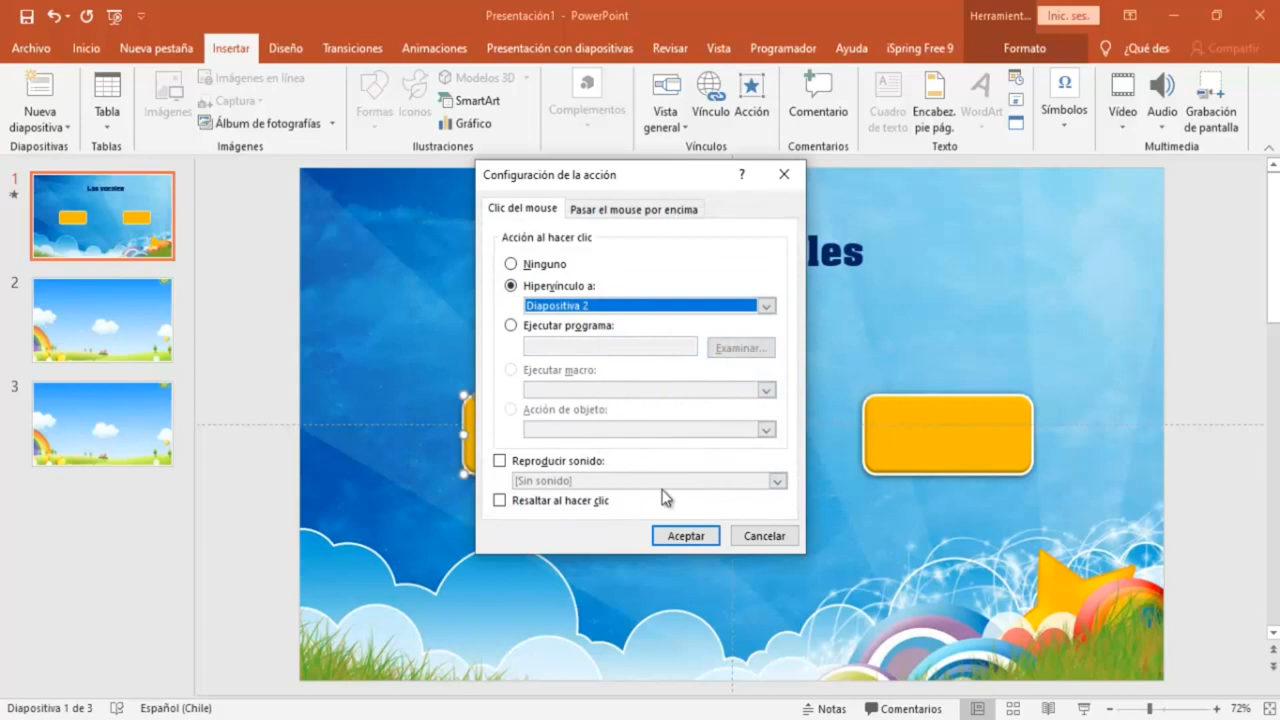 Presentación1 - PowerPoint
Herramient...
Inic. ses.
Archivo
Inicio
Nueva pestaña
Insertar
Diseño
Transiciones
Animaciones
Presentación con diapositivas
Revisar
Vista
Programador
Ayuda
iSpring Free 9
Formato
¿Qué des
Compartir
Nueva
diapositiva
Diapositivas
Tabla
Tablas
Imágenes
Imágenes en línea
Captura
Álbum de fotografías
Imágenes
Formas
Iconos
Modelos 3D
SmartArt
Gráfico
Ilustraciones
Complementos
Vista
general
Vínculo
Acción
Vínculos
Comentario
Comentarios
Cuadro
de texto
Encabez.
pie pág.
WordArt
Texto
Símbolos
Vídeo
Audio
Grabación
de pantalla
Multimedia
1
Las vocales
2
3
les
Configuración de la acción
?
Clic del mouse
Pasar el mouse por encima
Acción al hacer clic
Ninguno
Hipervínculo a:
Diapositiva 2
Ejecutar programa:
Examinar...
Ejecutar macro:
Acción de objeto:
Reproducir sonido:
[Sin sonido]
Resaltar al hacer clic
Aceptar
Cancelar
Diapositiva 1 de 3
Español (Chile)
Notas
Comentarios
72%